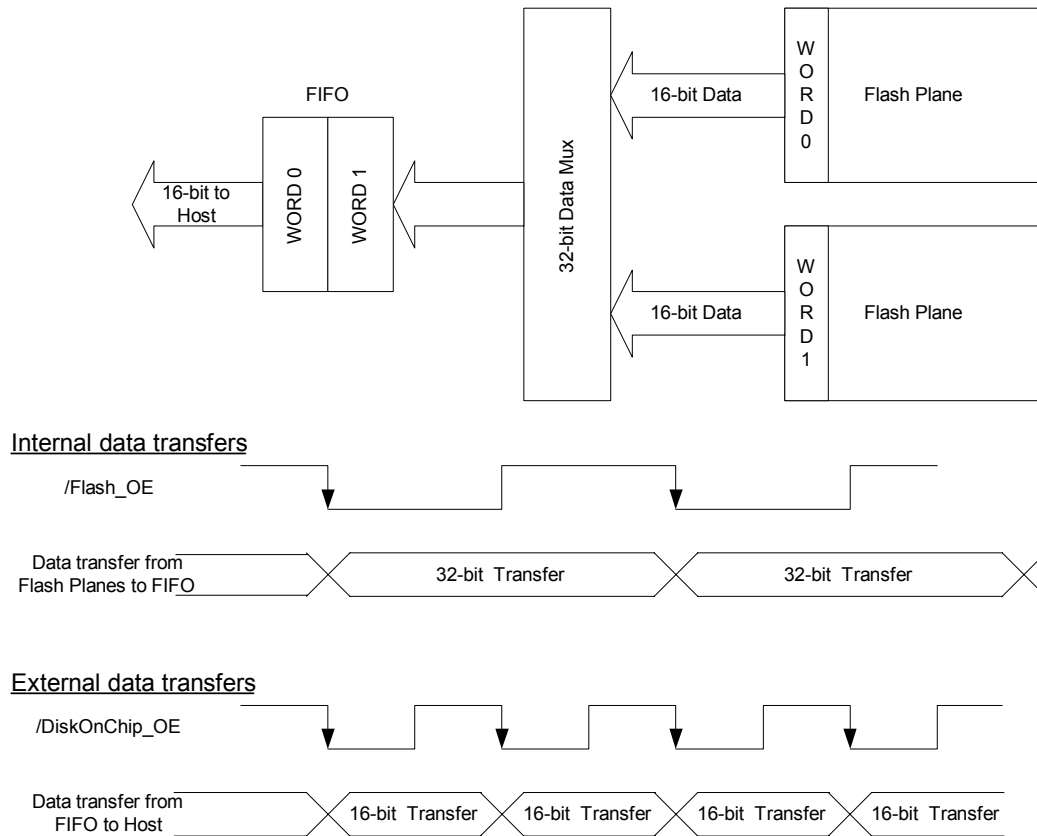 FIFO
16-bit to
Host
WORD 0
WORD 1
32-bit Data Mux
16-bit Data
WORD0
Flash Plane
16-bit Data
WORD1
Flash Plane
Internal data transfers
/Flash_OE
Data transfer from
Flash Planes to FIFO
32-bit Transfer
32-bit Transfer
External data transfers
/DiskOnChip_OE
Data transfer from
FIFO to Host
16-bit Transfer
16-bit Transfer
16-bit Transfer
16-bit Transfer